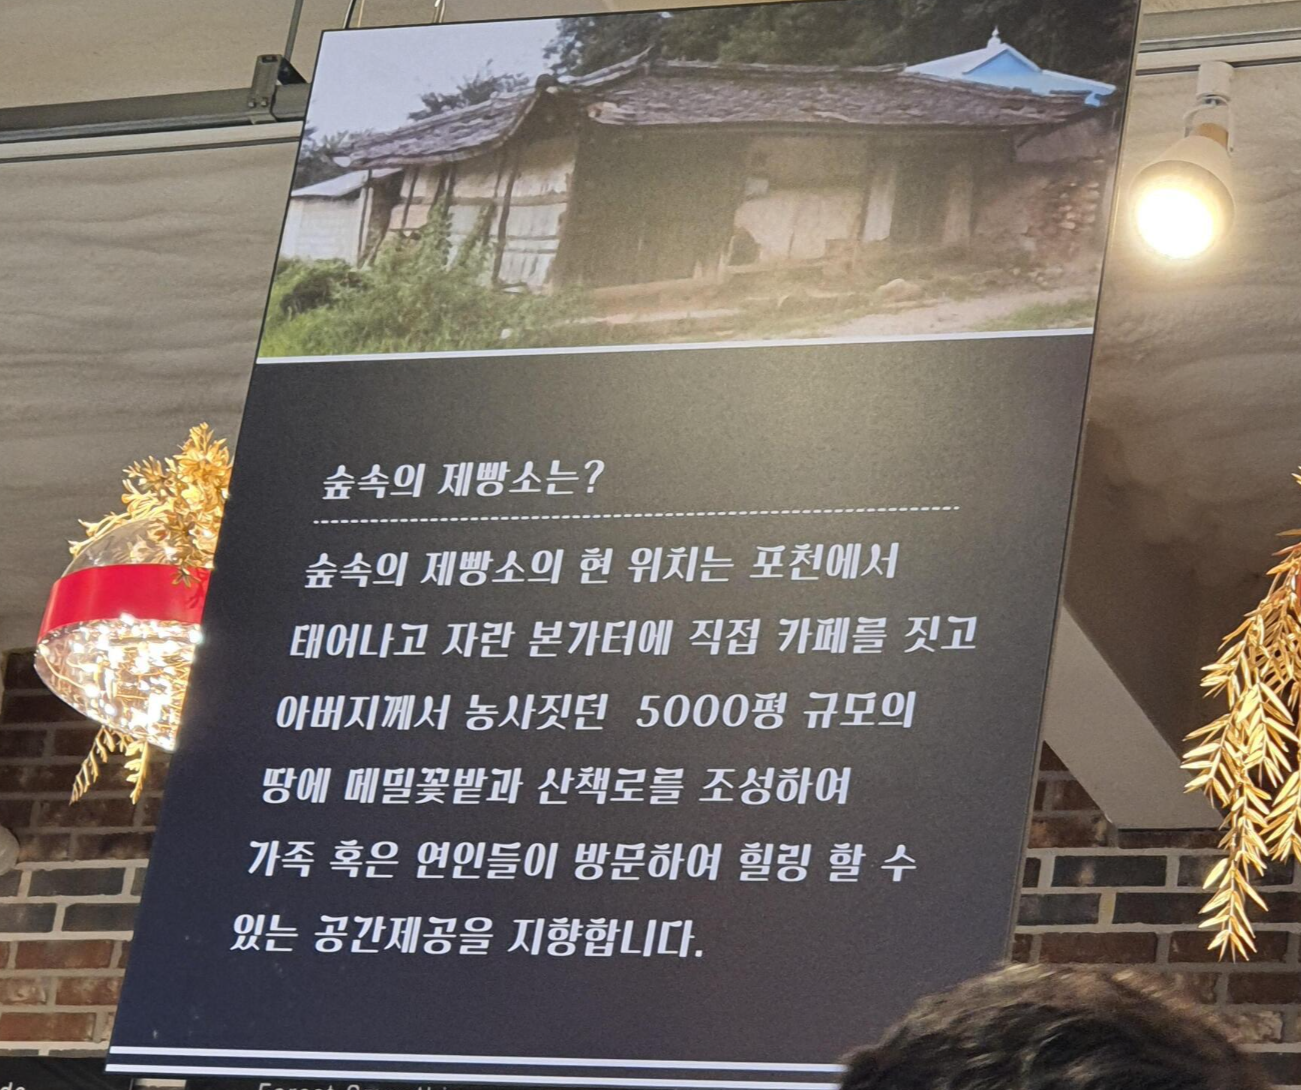 숲속의 제빵소는?
숲속의 제빵소의 현 위치는 포천에서
태어나고 자란 본가터에 직접 카페를 짓고
아버지께서 농사짓던 5000평 규모의
땅에 메밀꽃밭과 산책로를 조성하여
가족 혹은 연인들이 방문하여 힐링 할 수
있는 공간제공을 지향합니다.